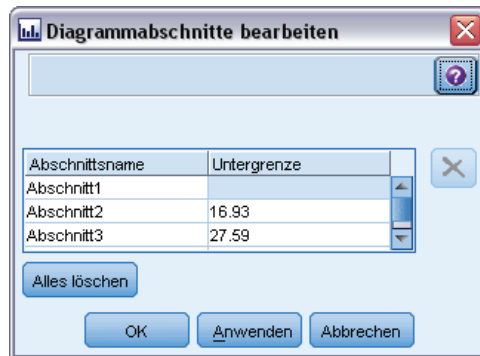 Diagrammabschnitte bearbeiten
?
Abschnittsname Untergrenze
Abschnitt1
Abschnitt2 16.93
Abschnitt3 27.59
Alles löschen
OK Anwenden Abbrechen